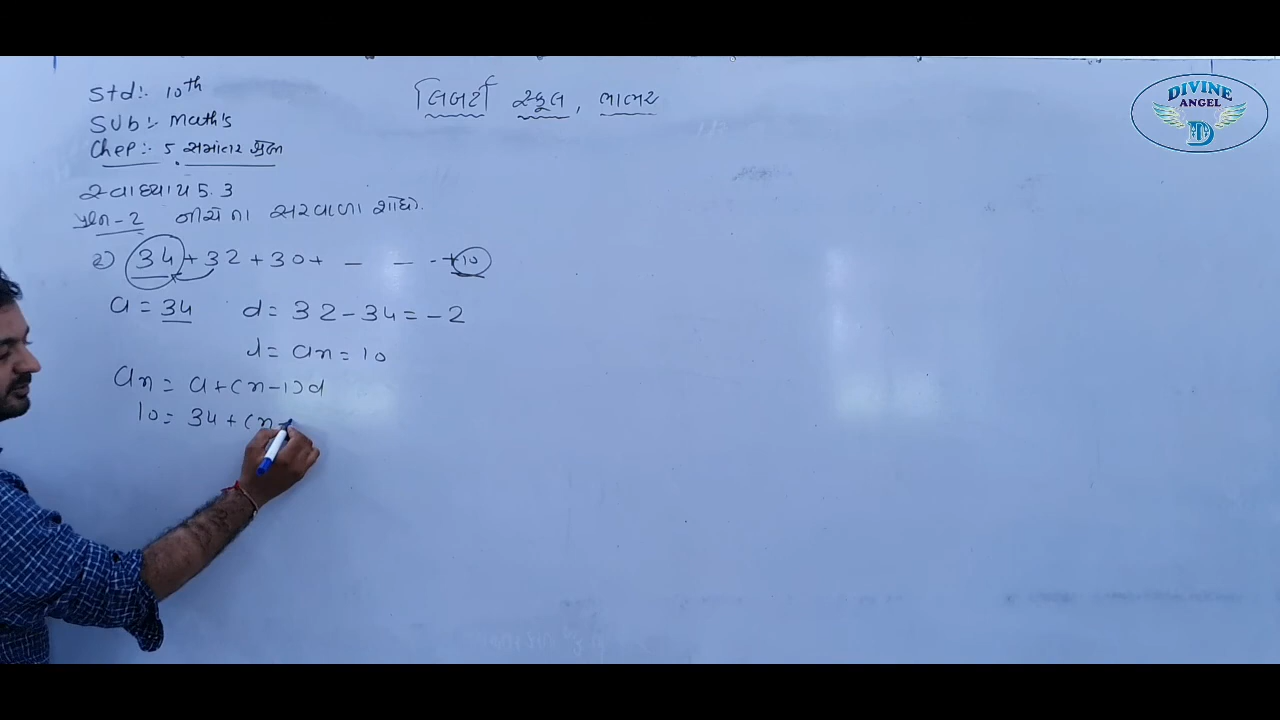 લિબર્ટી સ્કૂલ, ભાભર
DIVINE
ANGEL
D
Std:- 10th
Sub:- Math's
Chep:- 5 સમાંતર શ્રેણી
સ્વાધ્યાય 5.3
પ્રશ્ન-2 નીચેના સરવાળા શોધો.
2) 34 + 32 + 30 + - - - + 10
a = 34 d = 32 - 34 = -2
l = an = 10
an = a + (n-1)d
10 = 34 + (n-